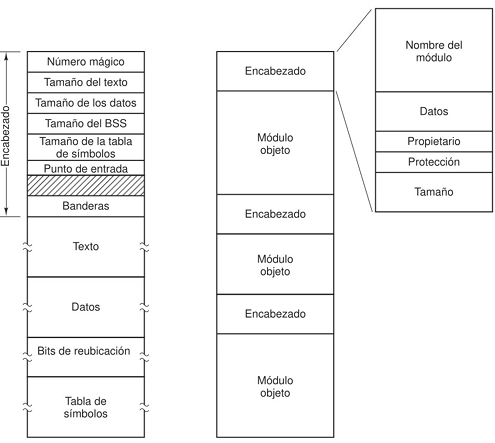 Encabezado
Número mágico
Tamaño del texto
Tamaño de los datos
Tamaño del BSS
Tamaño de la tabla
de símbolos
Punto de entrada
Banderas
Texto
Datos
Bits de reubicación
Tabla de
símbolos
Encabezado
Módulo
objeto
Encabezado
Módulo
objeto
Encabezado
Módulo
objeto
Nombre del
módulo
Datos
Propietario
Protección
Tamaño